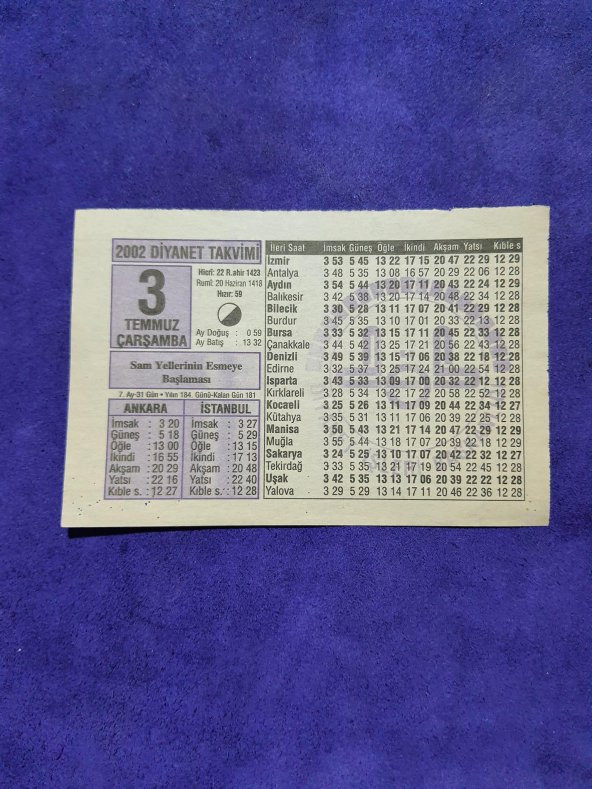 2002 DİYANET TAKVİMİ
3
TEMMUZ
ÇARŞAMBA
Hicrî: 22 R.ahir 1423
Rumî: 20 Haziran 1418
Hızır: 59
Ay Doğuş : 0 59
Ay Batış : 13 32
Sam Yellerinin Esmeye
Başlaması
7. Ay-31 Gün • Yılın 184. Günü-Kalan Gün 181
ANKARA
İmsak : 3 20
Güneş : 5 18
Öğle : 13 00
İkindi : 16 55
Akşam : 20 29
Yatsı : 22 16
Kıble s. : 12 27
İSTANBUL
İmsak : 3 27
Güneş : 5 29
Öğle : 13 15
İkindi : 17 13
Akşam : 20 48
Yatsı : 22 40
Kıble s. : 12 28
İleri Saat İmsak Güneş Öğle İkindi Akşam Yatsı Kıble s
İzmir 3 53 5 45 13 22 17 15 20 47 22 29 12 29
Antalya 3 48 5 35 13 08 16 57 20 29 22 06 12 28
Aydın 3 54 5 44 13 20 17 11 20 43 22 24 12 29
Balıkesir 3 42 5 38 13 20 17 14 20 48 22 34 12 28
Bilecik 3 30 5 28 13 11 17 07 20 41 22 29 12 28
Burdur 3 45 5 35 13 10 17 01 20 33 22 13 12 28
Bursa 3 33 5 32 13 15 17 11 20 45 22 33 12 28
Çanakkale 3 44 5 42 13 25 17 21 20 56 22 43 12 28
Denizli 3 49 5 39 13 15 17 06 20 38 22 18 12 28
Edirne 3 32 5 37 13 25 17 24 21 00 22 54 12 28
Isparta 3 43 5 33 13 09 17 00 20 32 22 12 12 28
Kırklareli 3 28 5 34 13 22 17 22 20 58 22 52 12 28
Kocaeli 3 25 5 26 13 11 17 09 20 44 22 34 12 27
Kütahya 3 35 5 31 13 11 17 06 20 39 22 25 12 28
Manisa 3 50 5 43 13 21 17 14 20 47 22 29 12 29
Muğla 3 55 5 44 13 18 17 07 20 39 22 18 12 29
Sakarya 3 24 5 25 13 10 17 07 20 42 22 32 12 27
Tekirdağ 3 33 5 35 13 21 17 19 20 54 22 45 12 28
Uşak 3 42 5 35 13 13 17 06 20 39 22 22 12 28
Yalova 3 29 5 29 13 14 17 11 20 46 22 36 12 28